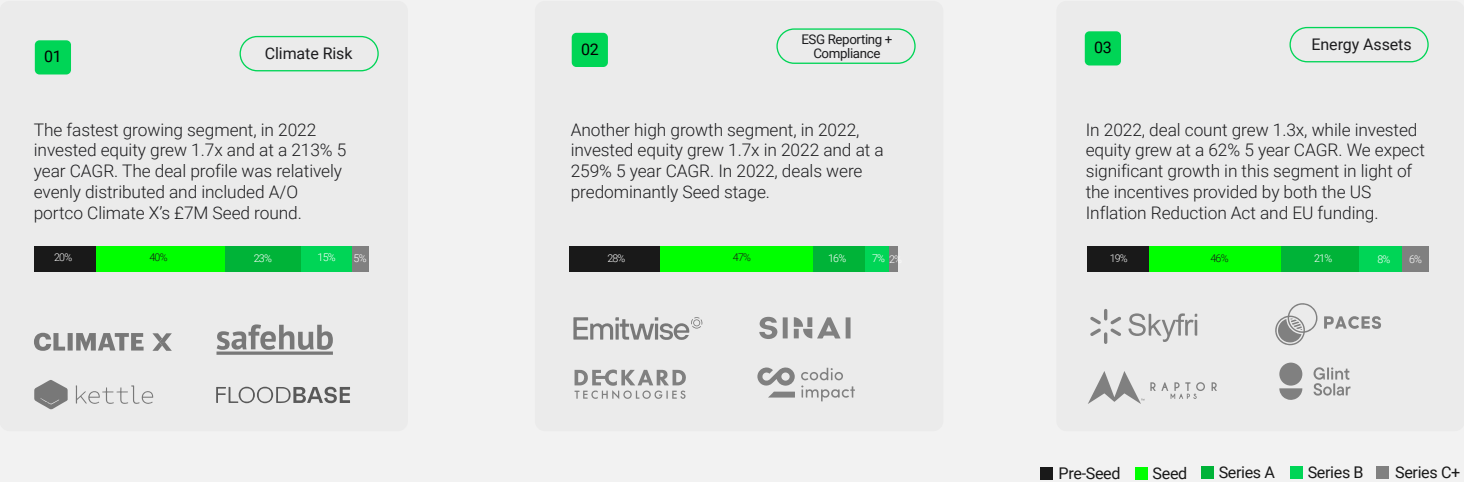 01
Climate Risk
The fastest growing segment, in 2022
invested equity grew 1.7x and at a 213% 5
year CAGR. The deal profile was relatively
evenly distributed and included A/O
portco Climate X’s £7M Seed round.
20% 40% 23% 15% 5%
CLIMATE X
safehub
kettle
FLOODBASE
02
ESG Reporting +
Compliance
Another high growth segment, in 2022,
invested equity grew 1.7x in 2022 and at a
259% 5 year CAGR. In 2022, deals were
predominantly Seed stage.
28% 47% 16% 7% 2%
Emitwise
SINAI
DECKARD
TECHNOLOGIES
codio
impact
03
Energy Assets
In 2022, deal count grew 1.3x, while invested
equity grew at a 62% 5 year CAGR. We expect
significant growth in this segment in light of
the incentives provided by both the US
Inflation Reduction Act and EU funding.
19% 46% 21% 8% 6%
Skyfri
PACES
RAPTOR
MAPS
Glint
Solar
Pre-Seed Seed Series A Series B Series C+